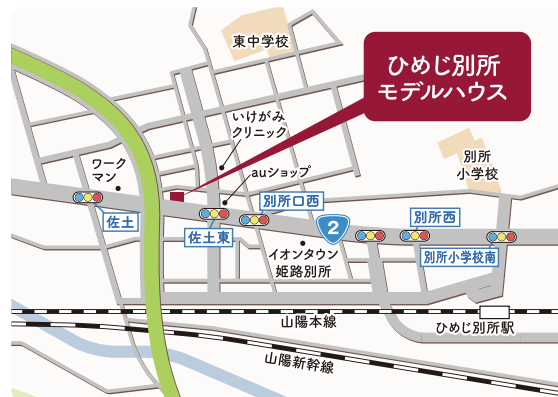 東中学校
ひめじ別所
モデルハウス
いけがみ
クリニック
ワーク
マン
auショップ
別所
小学校
別所口西
佐土
佐土東
2
別所西
イオンタウン
姫路別所
別所小学校南
山陽本線
ひめじ別所駅
山陽新幹線